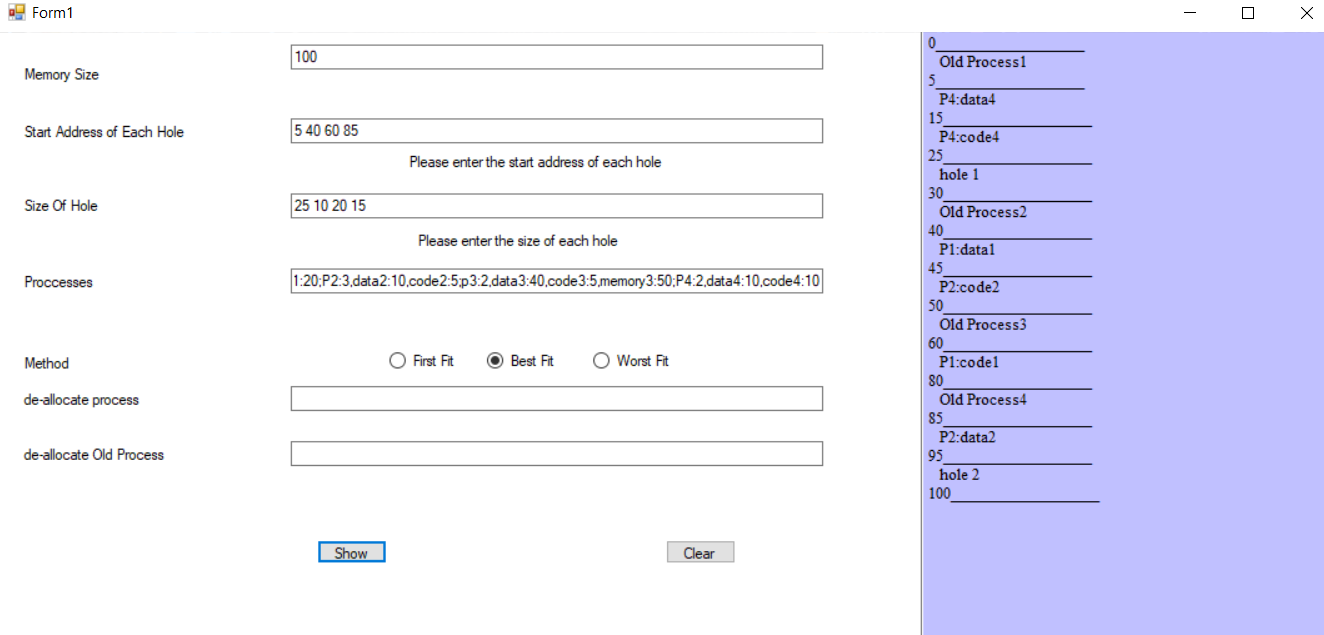 Form1
Memory Size
100
Start Address of Each Hole
5 40 60 85
Please enter the start address of each hole
Size Of Hole
25 10 20 15
Please enter the size of each hole
Proccesses
1:20;P2:3,data2:10,code2:5;p3:2,data3:40,code3:5,memory3:50;P4:2,data4:10,code4:10
Method
First Fit
Best Fit
Worst Fit
de-allocate process
de-allocate Old Process
Show
Clear
0
Old Process1
5
P4:data4
15
P4:code4
25
hole 1
30
Old Process2
40
P1:data1
45
P2:code2
50
Old Process3
60
P1:code1
80
Old Process4
85
P2:data2
95
hole 2
100